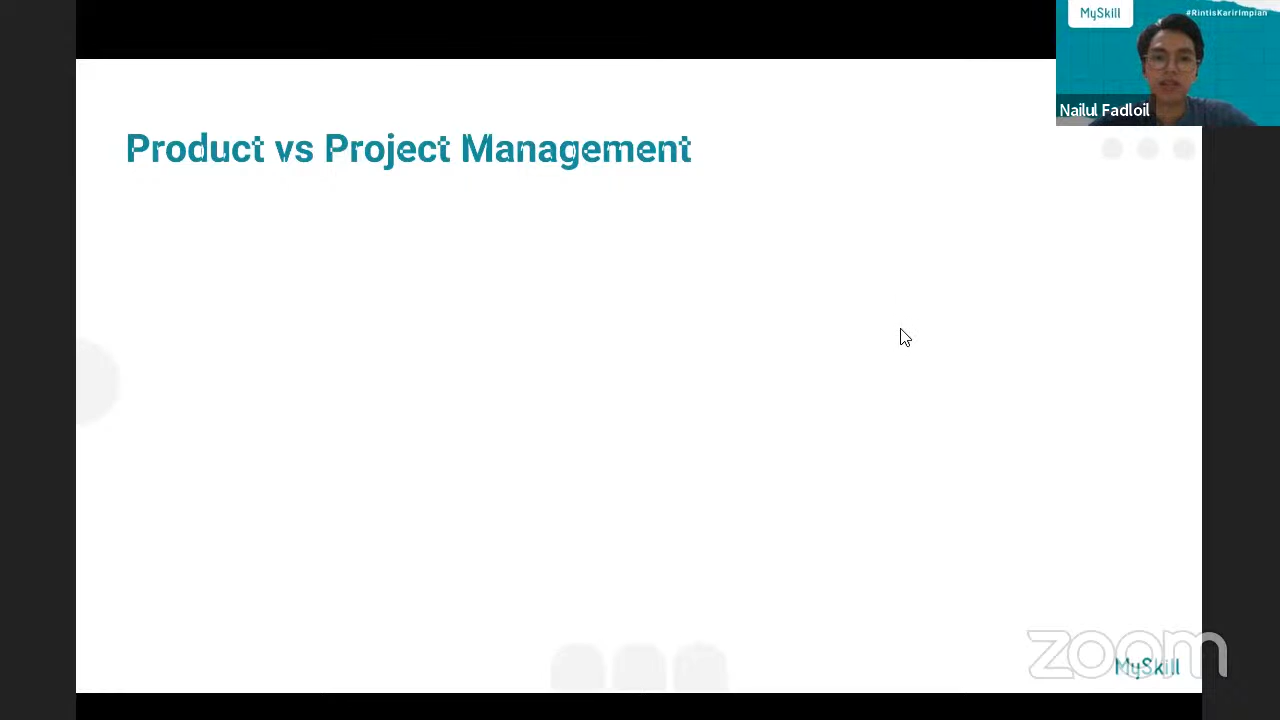 MySkill
#RintisKarirImpian
Nailul Fadloil
Product vs Project Management
zoom
MySkill